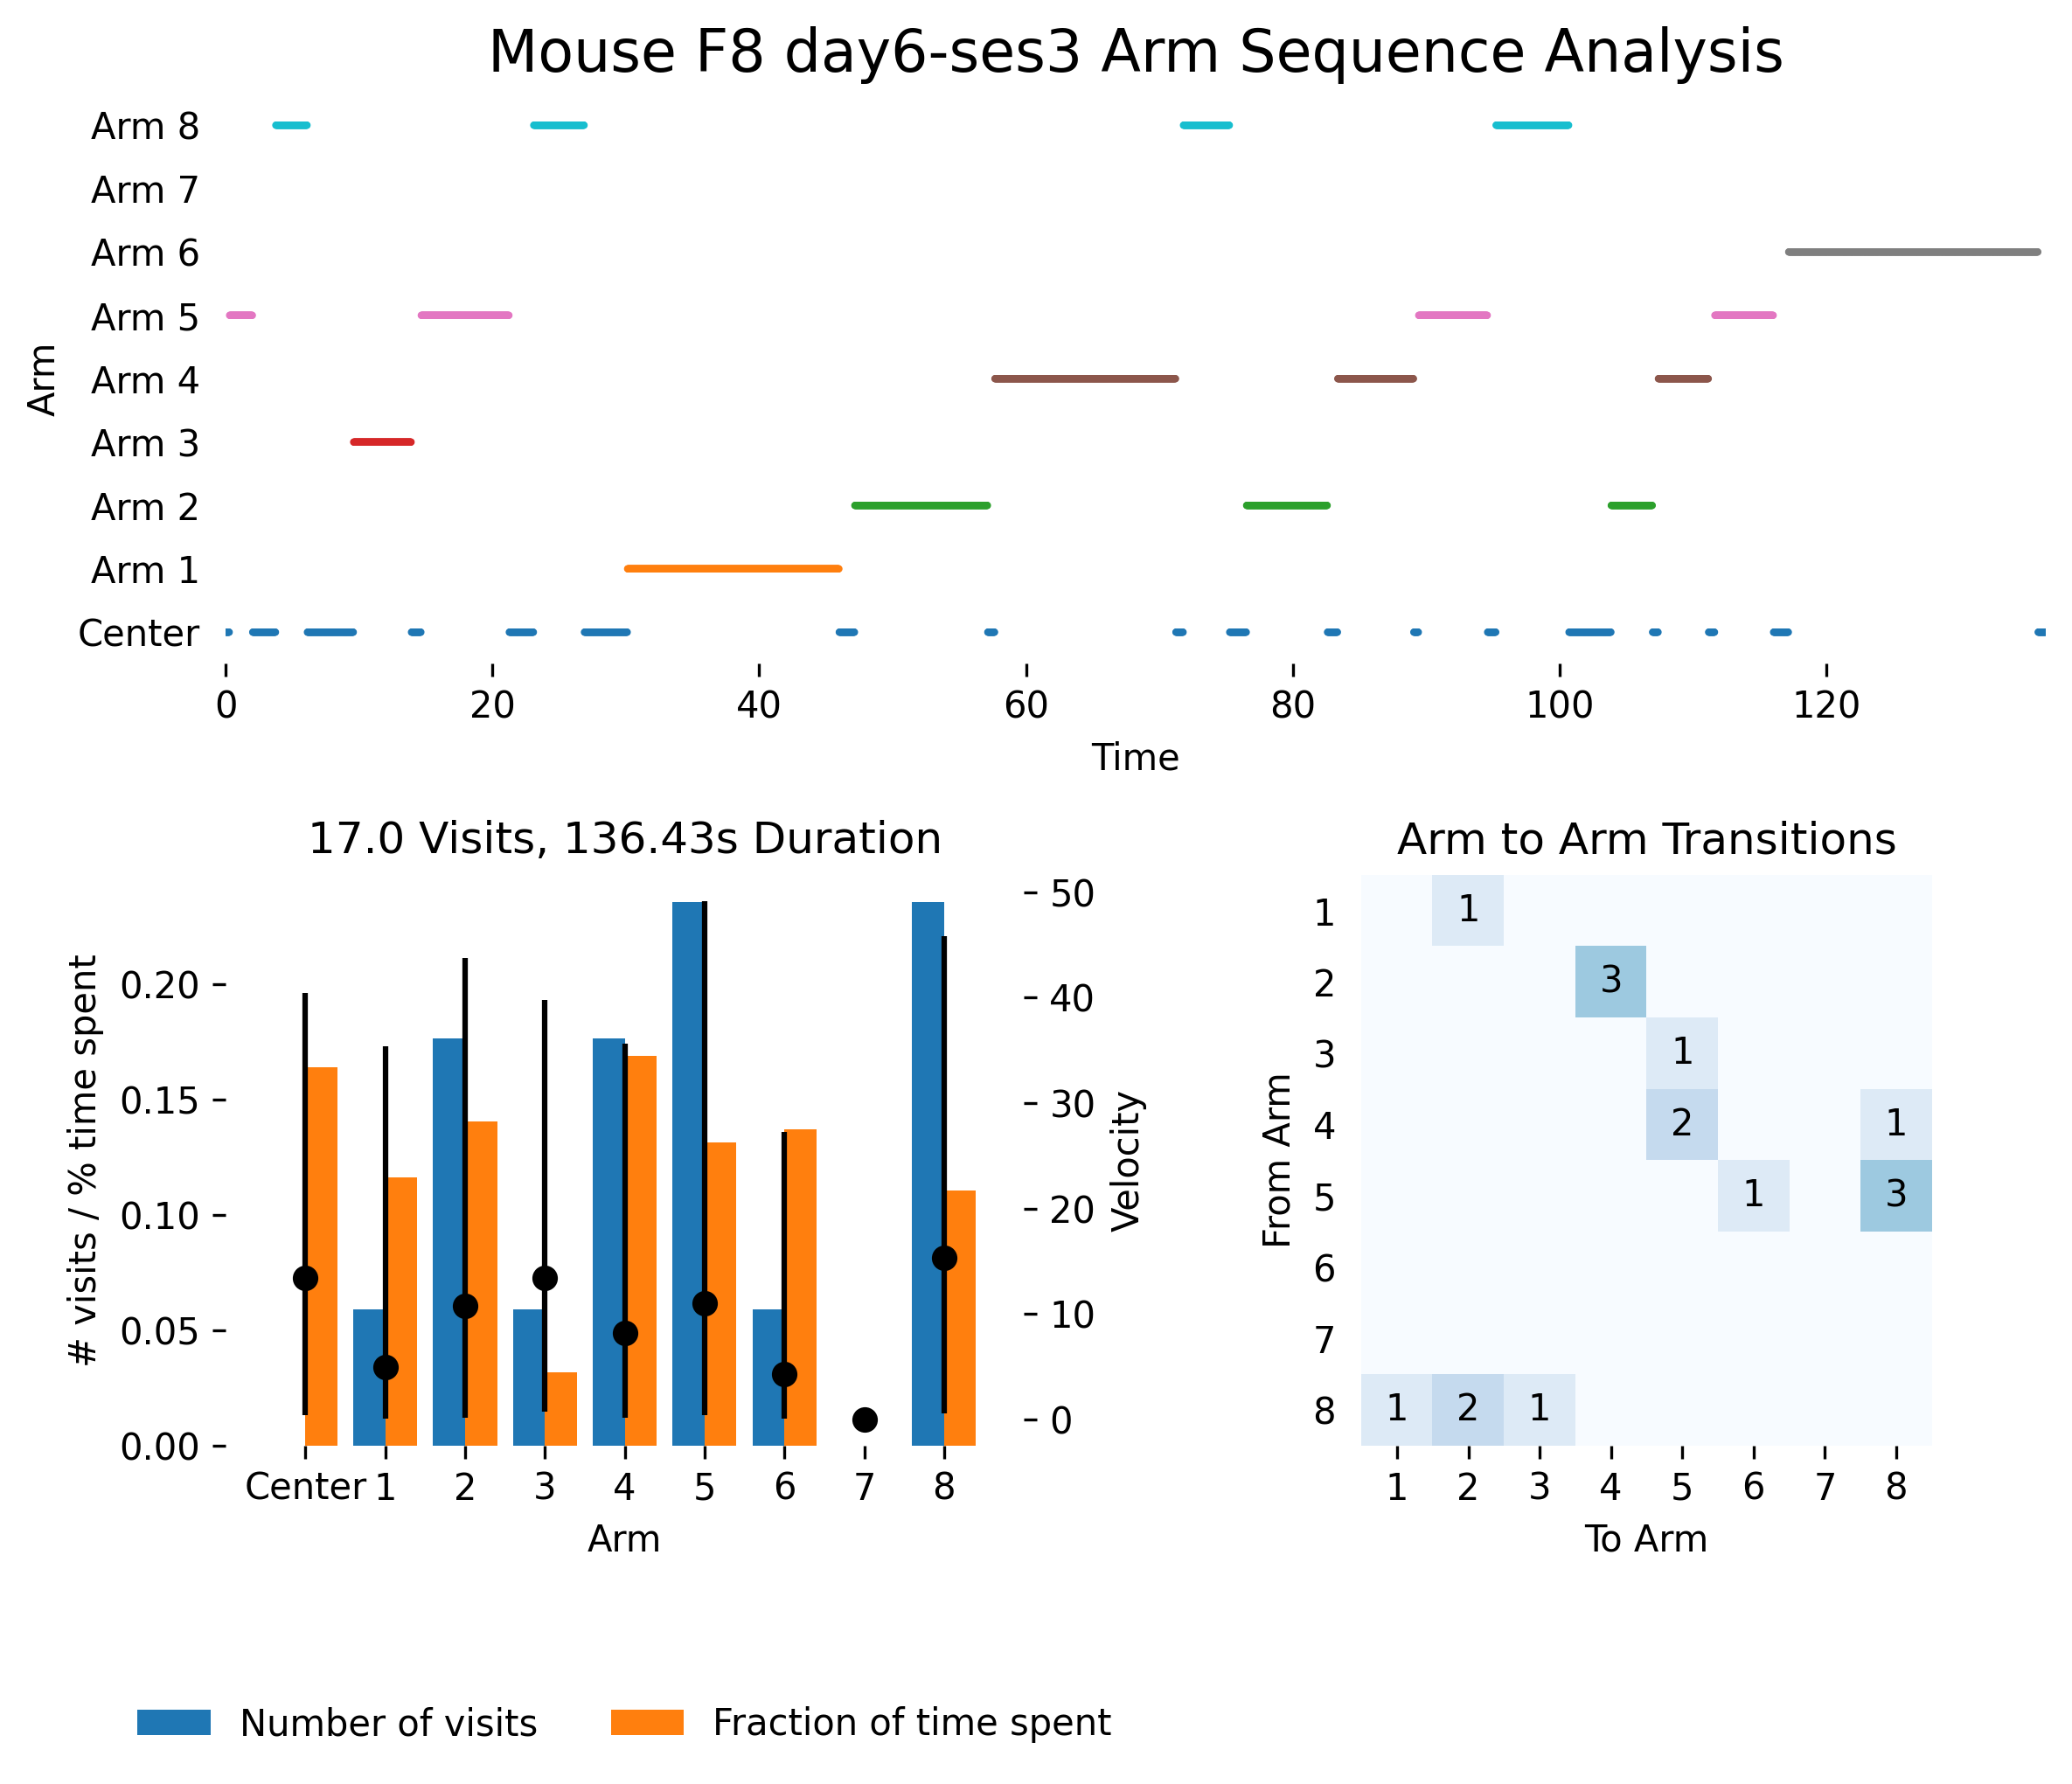 Mouse F8 day6-ses3 Arm Sequence Analysis
Arm 8
Arm 7
Arm 6
Arm 5
Arm 4
Arm 3
Arm 2
Arm 1
Center
Arm
0 20 40 60 80 100 120
Time
17.0 Visits, 136.43s Duration
# visits / % time spent
0.20
0.15
0.10
0.05
0.00
50
40
30
20
10
0
Velocity
Center 1 2 3 4 5 6 7 8
Arm
Arm to Arm Transitions
From Arm
1 1
2 3
3 1
4 2 1
5 1 3
6
7
8 1 2 1
1 2 3 4 5 6 7 8
To Arm
Number of visits
Fraction of time spent